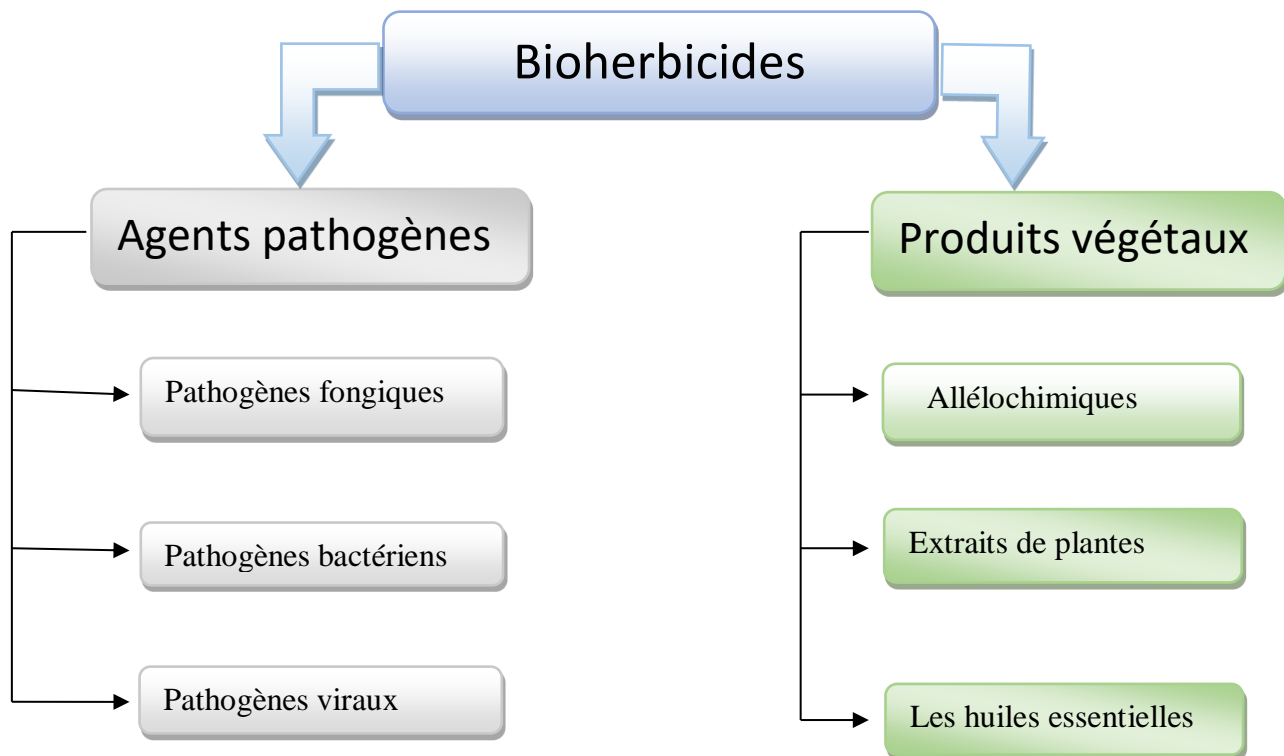 Bioherbicides
Agents pathogènes
Produits végétaux
Pathogènes fongiques
Allélochimiques
Pathogènes bactériens
Extraits de plantes
Pathogènes viraux
Les huiles essentielles